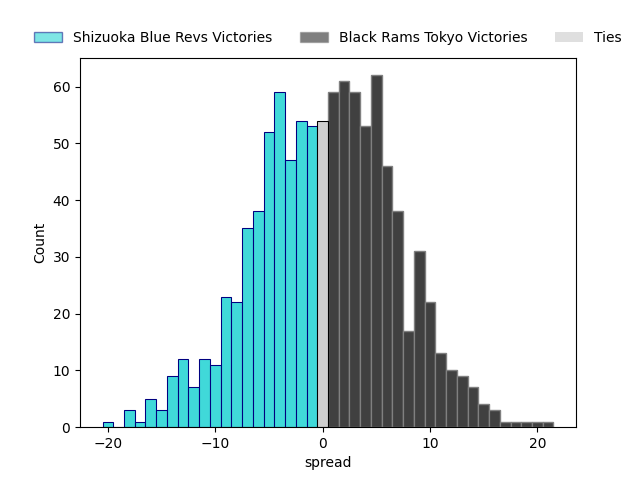 Shizuoka Blue Revs Victories
Black Rams Tokyo Victories
Ties
60
50
40
30
20
10
0
Count
−20
−10
0
10
20
spread